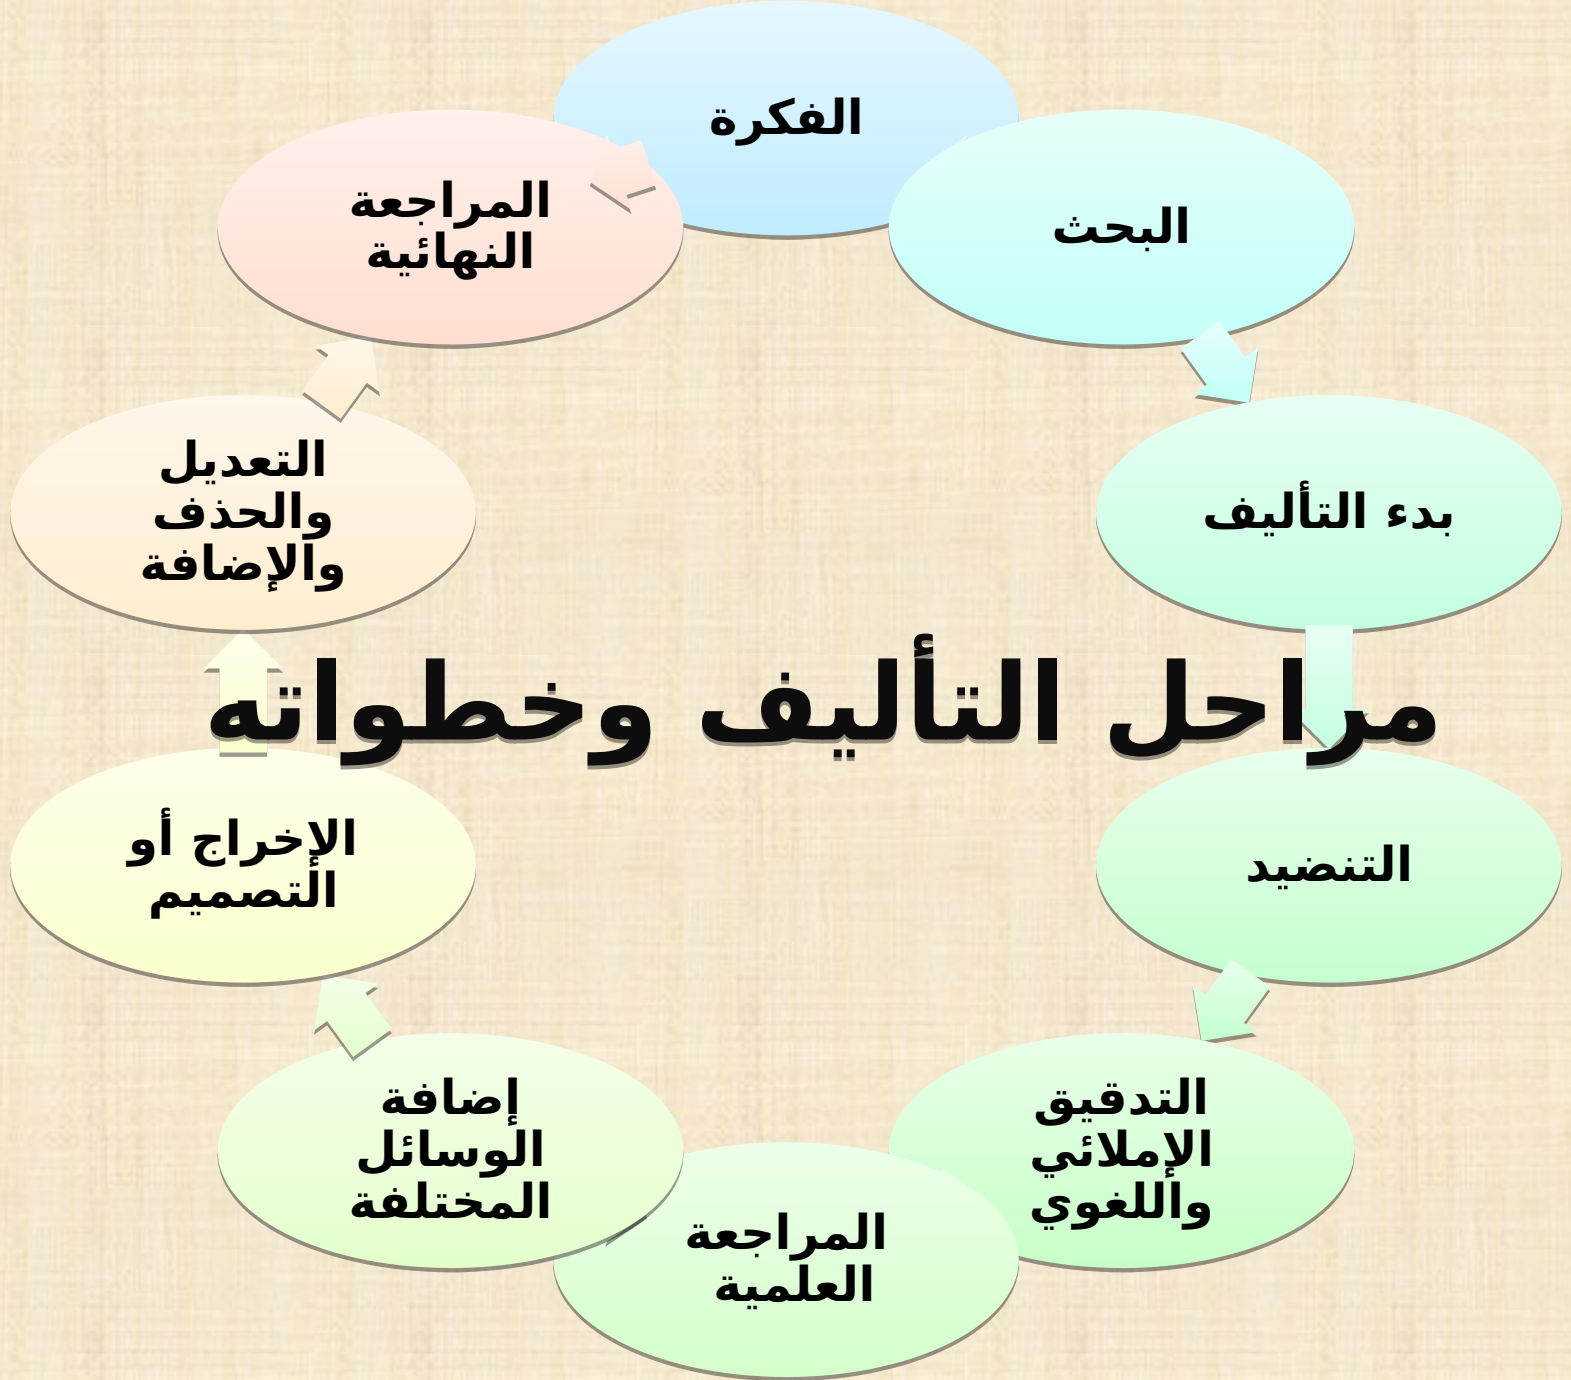 الفكرة
البحث
بدء التأليف
التنضيد
التدقيق
الإملائي
واللغوي
المراجعة
العلمية
إضافة
الوسائل
المختلفة
الإخراج أو
التصميم
التعديل
والحذف
والإضافة
المراجعة
النهائية
مراحل التأليف وخطواته